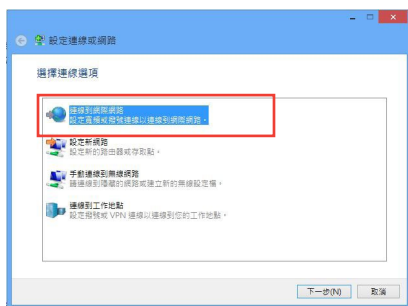 設定連線或網路
選擇連線選項
連線到網際網路
設定寬頻或撥號連線以連線到網際網路。
設定新網路
設定新的路由器或存取點。
手動連線到無線網路
連線到隱藏的網路或建立新的無線設定檔。
連線到工作地點
設定撥號或 VPN 連線以連線到您的工作地點。
下一步(N)
取消